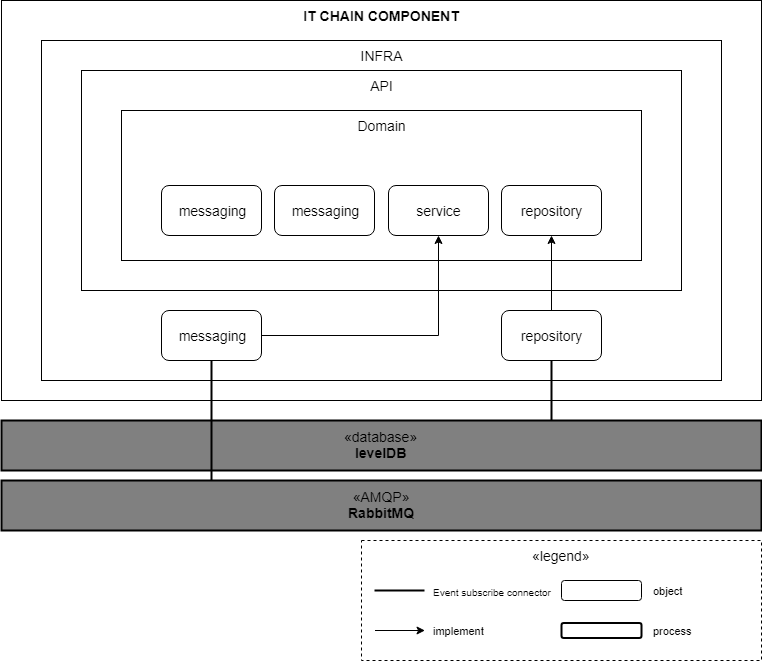 IT CHAIN COMPONENT
INFRA
API
Domain
messaging
messaging
service
repository
messaging
repository
«database»
levelDB
«AMQP»
RabbitMQ
«legend»
Event subscribe connector
object
implement
process